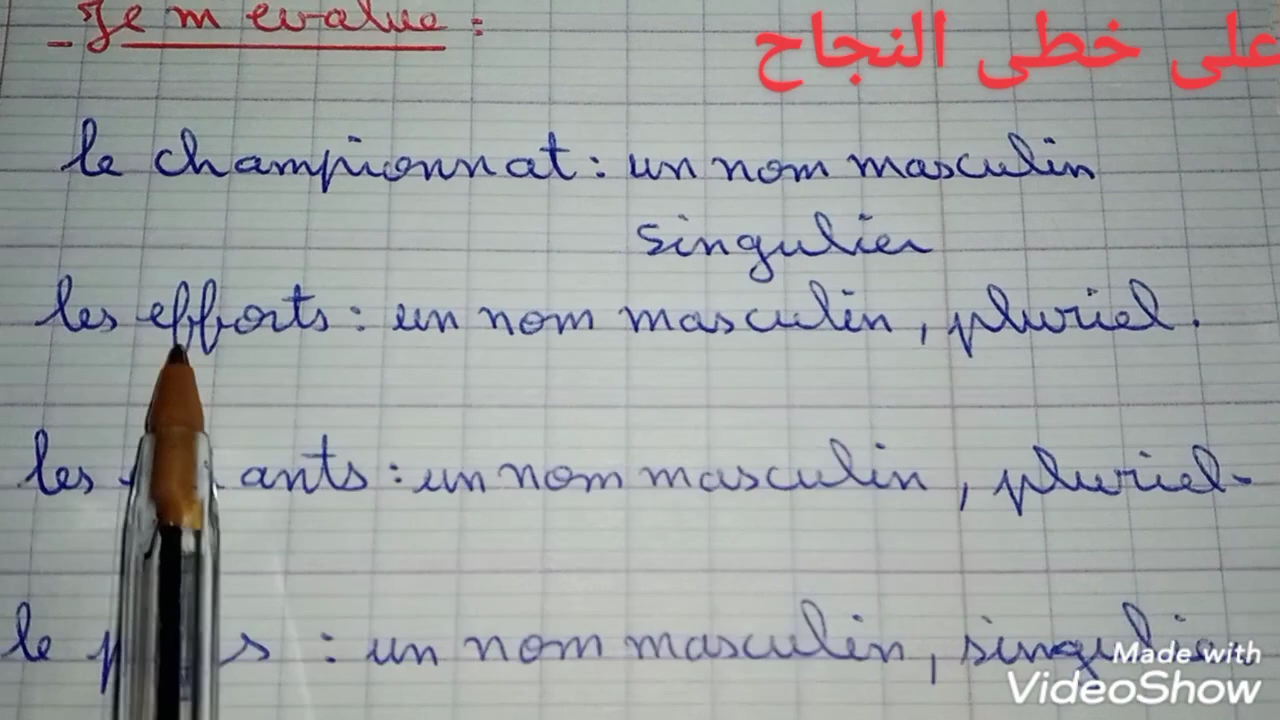 Je m evalue :
على خطى النجاح
le championnat : un nom masculin
singulier
les efforts : un nom masculin, pluriel.
les ants : un nom masculin, pluriel.
le : un nom masculin, singulier
Made with
VideoShow